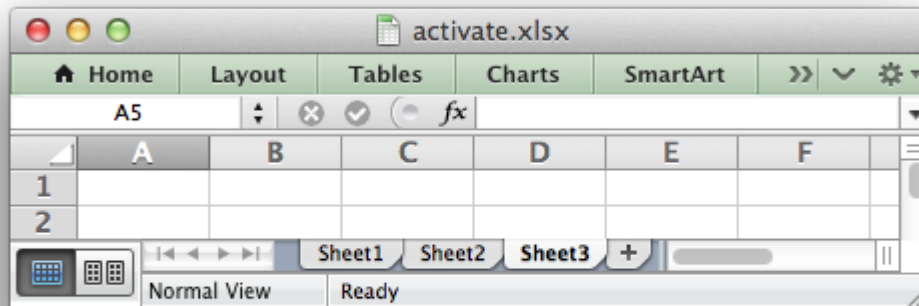 activate.xlsx
Home Layout Tables Charts SmartArt
A5 fx
A B C D E F
1
2
Sheet1 Sheet2 Sheet3 +
Normal View Ready